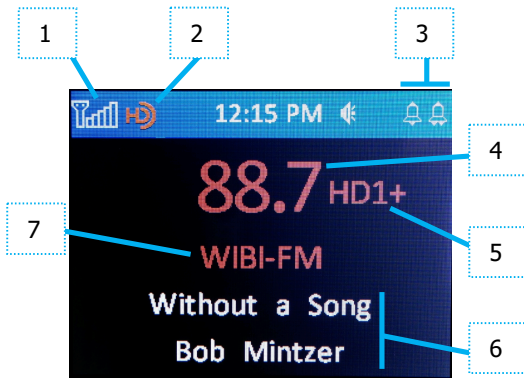 1 2 3
HD 12:15 PM
88.7 HD1+
4
WIBI-FM
7
5
Without a Song
Bob Mintzer
6